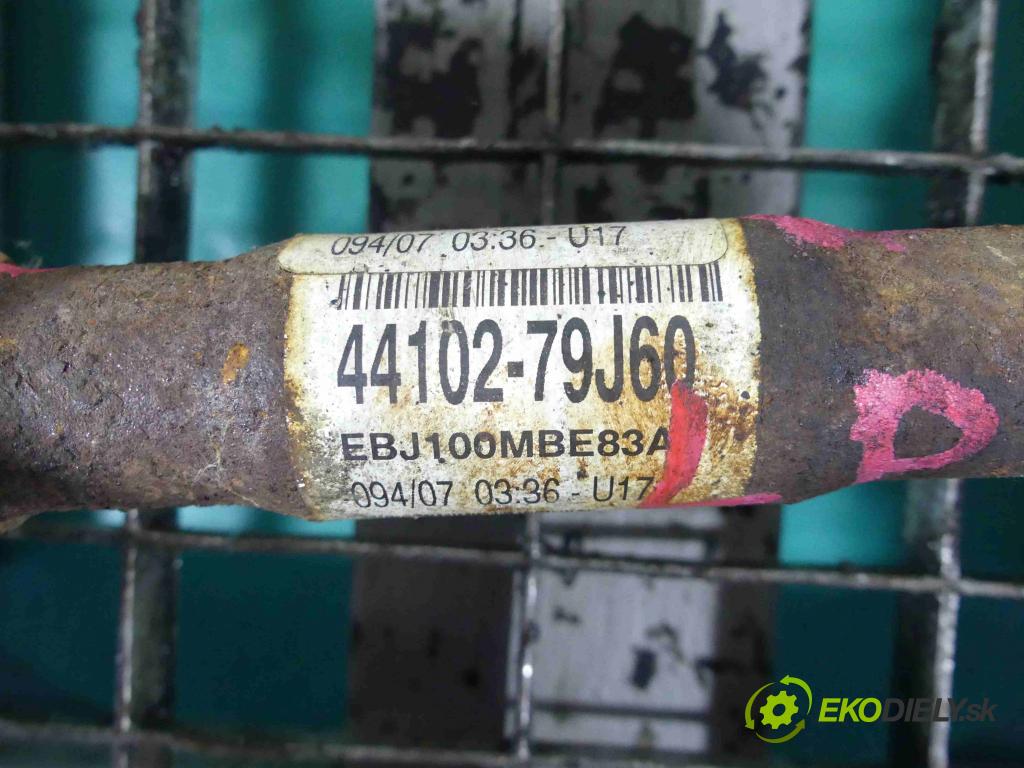 094/07 03:36 - U17
44102-79J60
EBJ100MBE83A
094/07 03:36 - U17
EKODIELY.sk